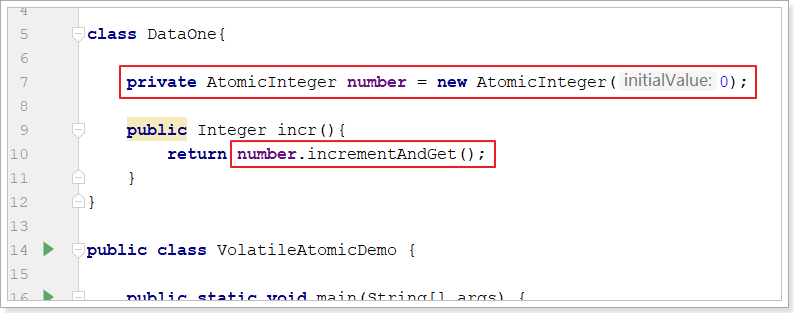 4
5 class DataOne{
6
7 private AtomicInteger number = new AtomicInteger( initialValue: 0);
8
9 public Integer incr(){
10 return number.incrementAndGet();
11 }
12 }
13
14 public class VolatileAtomicDemo {
15
16 public static void main(String[] args) {